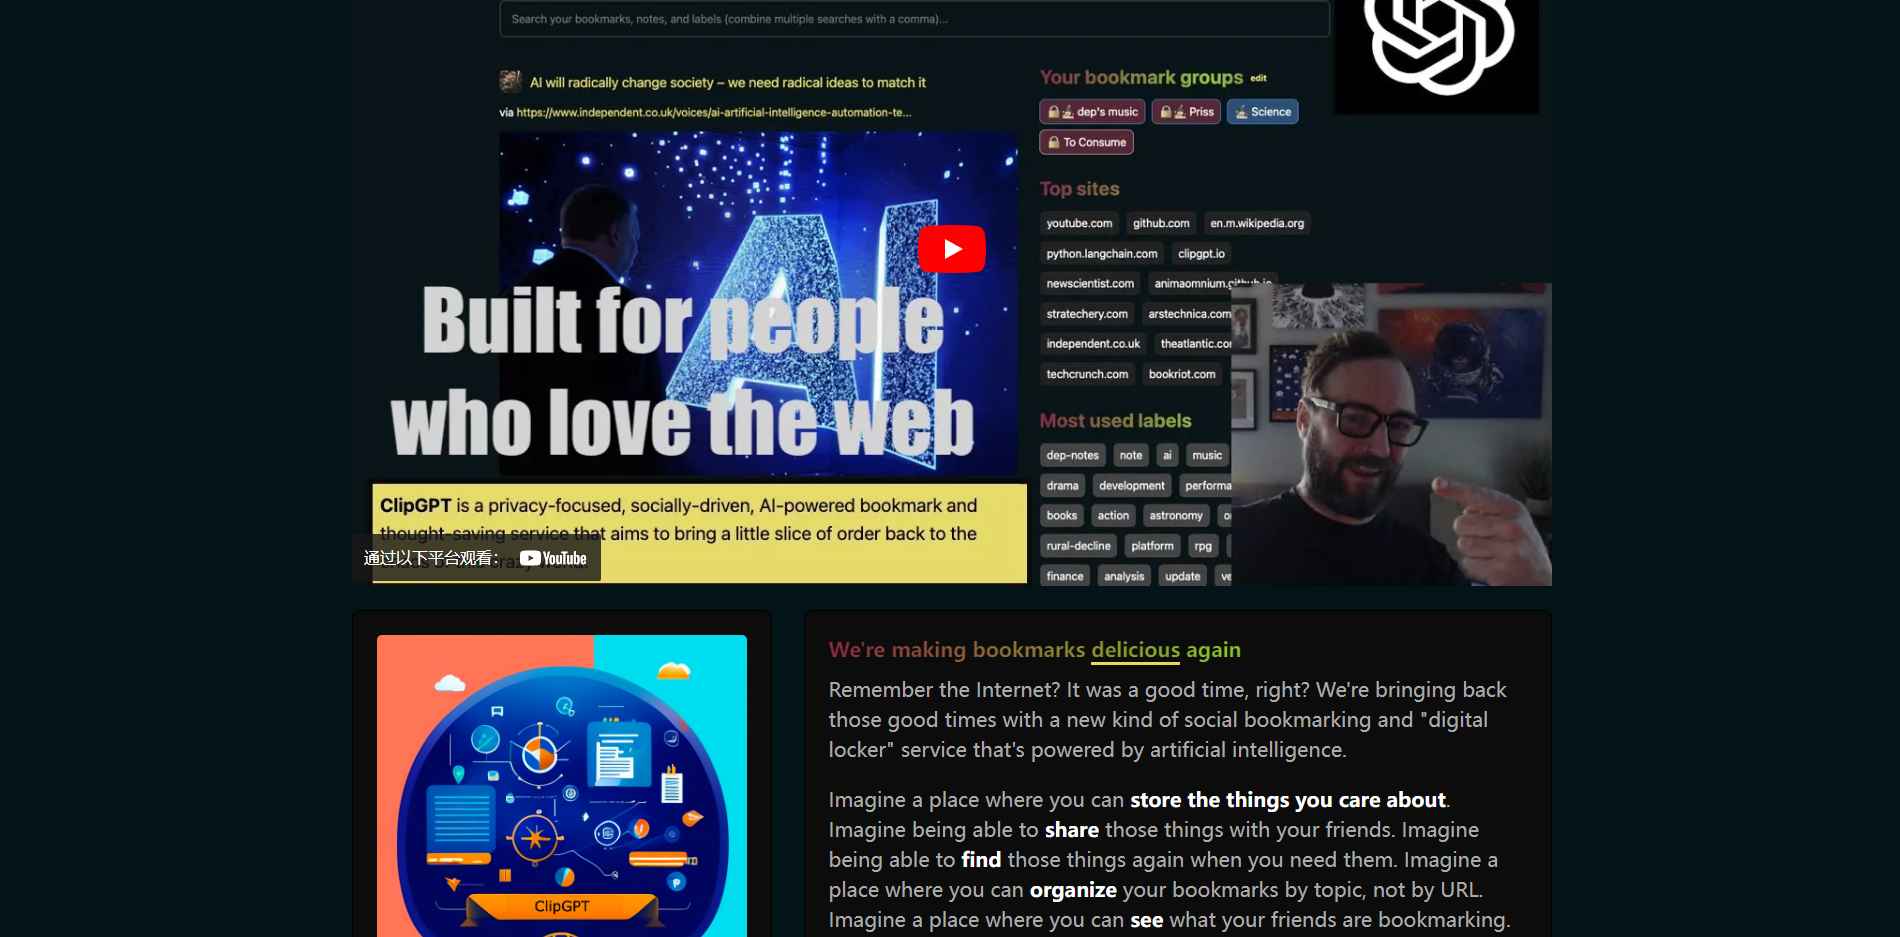 Search your bookmarks, notes, and labels (combine multiple searches with a comma)...
AI will radically change society – we need radical ideas to match it
via https://www.independent.co.uk/voices/ai-artificial-intelligence-automation-te...
Built for people
who love the web
ClipGPT is a privacy-focused, socially-driven, AI-powered bookmark and
thought-saving service that aims to bring a little slice of order back to the
通过以下平台观看： YouTube
Your bookmark groups edit
dep's music Priss Science
To Consume
Top sites
youtube.com github.com en.m.wikipedia.org
python.langchain.com clipgpt.io
newscientist.com animaomnium.github.io
stratechery.com arstechnica.com
independent.co.uk theatlantic.co
techcrunch.com bookriot.com
Most used labels
dep-notes note ai music
drama development performa
books action astronomy
rural-decline platform rpg
finance analysis update ve
ClipGPT
We're making bookmarks delicious again
Remember the Internet? It was a good time, right? We're bringing back
those good times with a new kind of social bookmarking and "digital
locker" service that's powered by artificial intelligence.
Imagine a place where you can store the things you care about.
Imagine being able to share those things with your friends. Imagine
being able to find those things again when you need them. Imagine a
place where you can organize your bookmarks by topic, not by URL.
Imagine a place where you can see what your friends are bookmarking.